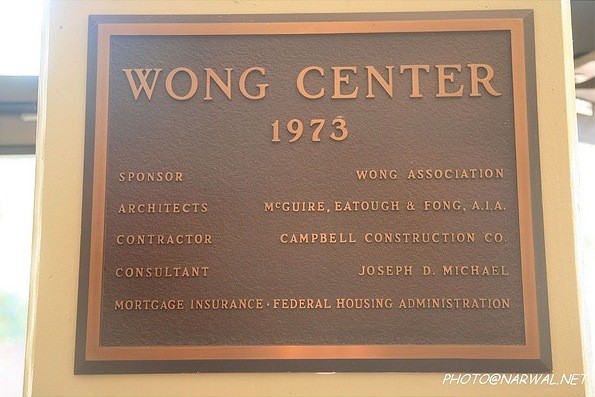 WONG CENTER
1973
SPONSOR WONG ASSOCIATION
ARCHITECTS McGUIRE, EATOUGH & FONG, A.I.A.
CONTRACTOR CAMPBELL CONSTRUCTION CO.
CONSULTANT JOSEPH D. MICHAEL
MORTGAGE INSURANCE · FEDERAL HOUSING ADMINISTRATION
PHOTO@NARWAL.NET